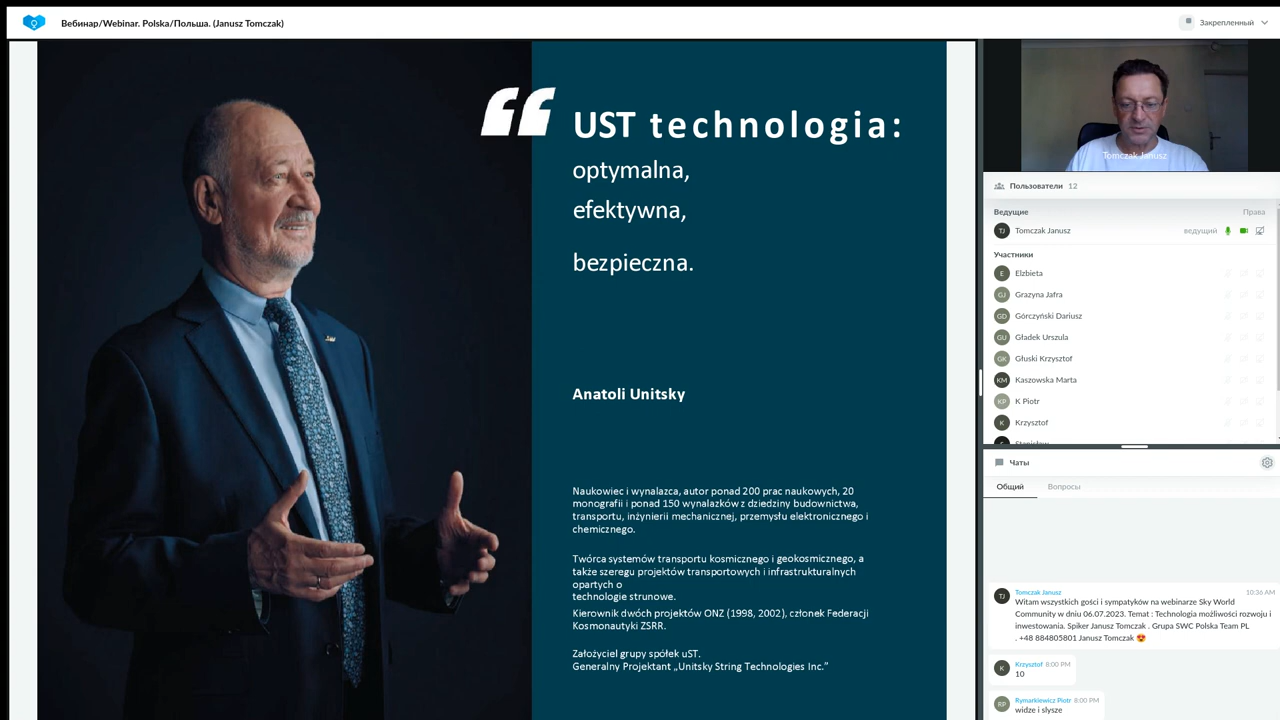 Вебинар/Webinar. Polska/Польша. (Janusz Tomczak)
Закрепленный
“
UST technologia:
optymalna,
efektywna,
bezpieczna.
Anatoli Unitsky
Naukowiec i wynalazca, autor ponad 200 prac naukowych, 20
monografii i ponad 150 wynalazków z dziedziny budownictwa,
transportu, inżynierii mechanicznej, przemysłu elektronicznego i
chemicznego.
Twórca systemów transportu kosmicznego i geokosmicznego, a
także szeregu projektów transportowych i infrastrukturalnych
opartych o
technologie strunowe.
Kierownik dwóch projektów ONZ (1998, 2002), członek Federacji
Kosmonautyki ZSRR.
Założyciel grupy spółek uST.
Generalny Projektant „Unitsky String Technologies Inc.”
Tomczak Janusz
Пользователи 12
Ведущие Права
TJ Tomczak Janusz ведущий
Участники
E Elzbieta
GJ Grazyna Jafra
GD Górczyński Dariusz
GU Gładek Urszula
GK Głuski Krzysztof
KM Kaszowska Marta
KP K Piotr
K Krzysztof
Чаты
Общий Вопросы
TJ Tomczak Janusz 10:36 AM
Witam wszystkich gości i sympatyków na webinarze Sky World
Community w dniu 06.07.2023. Temat : Technologia możliwości rozwoju i
inwestowania. Spiker Janusz Tomczak . Grupa SWC Polska Team PL
. +48 884805801 Janusz Tomczak 😍
K Krzysztof 8:00 PM
10
RP Rymarkiewicz Piotr 8:00 PM
widze i slysze